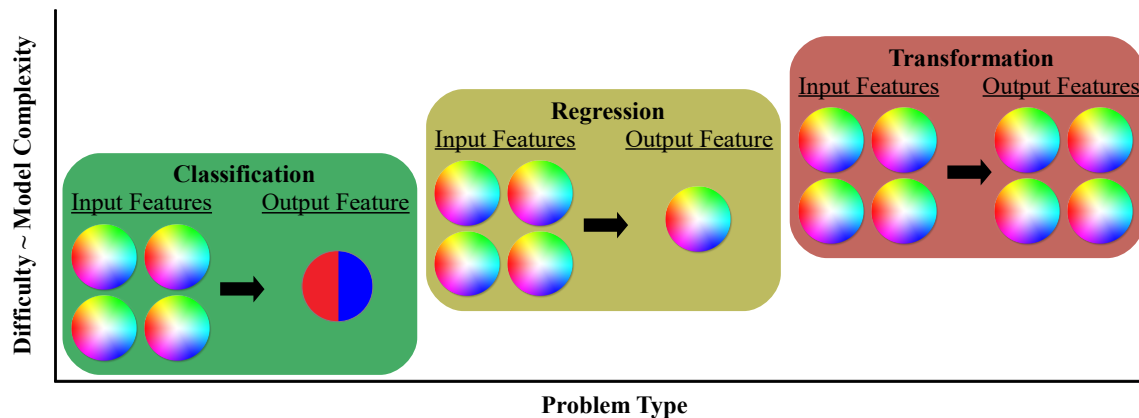 Difficulty ~ Model Complexity
Classification
Input Features
Output Feature
Regression
Input Features
Output Feature
Transformation
Input Features
Output Features
Problem Type